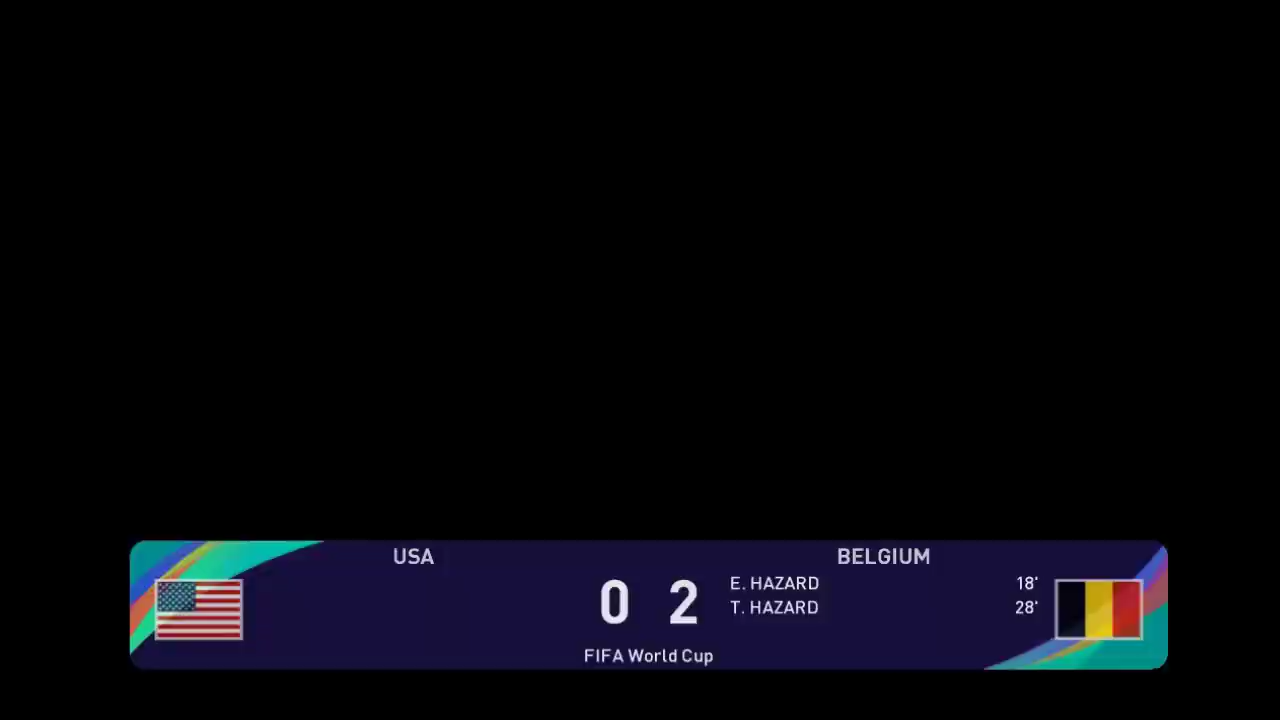 USA
BELGIUM
0 2
E. HAZARD 18'
T. HAZARD 28'
FIFA World Cup